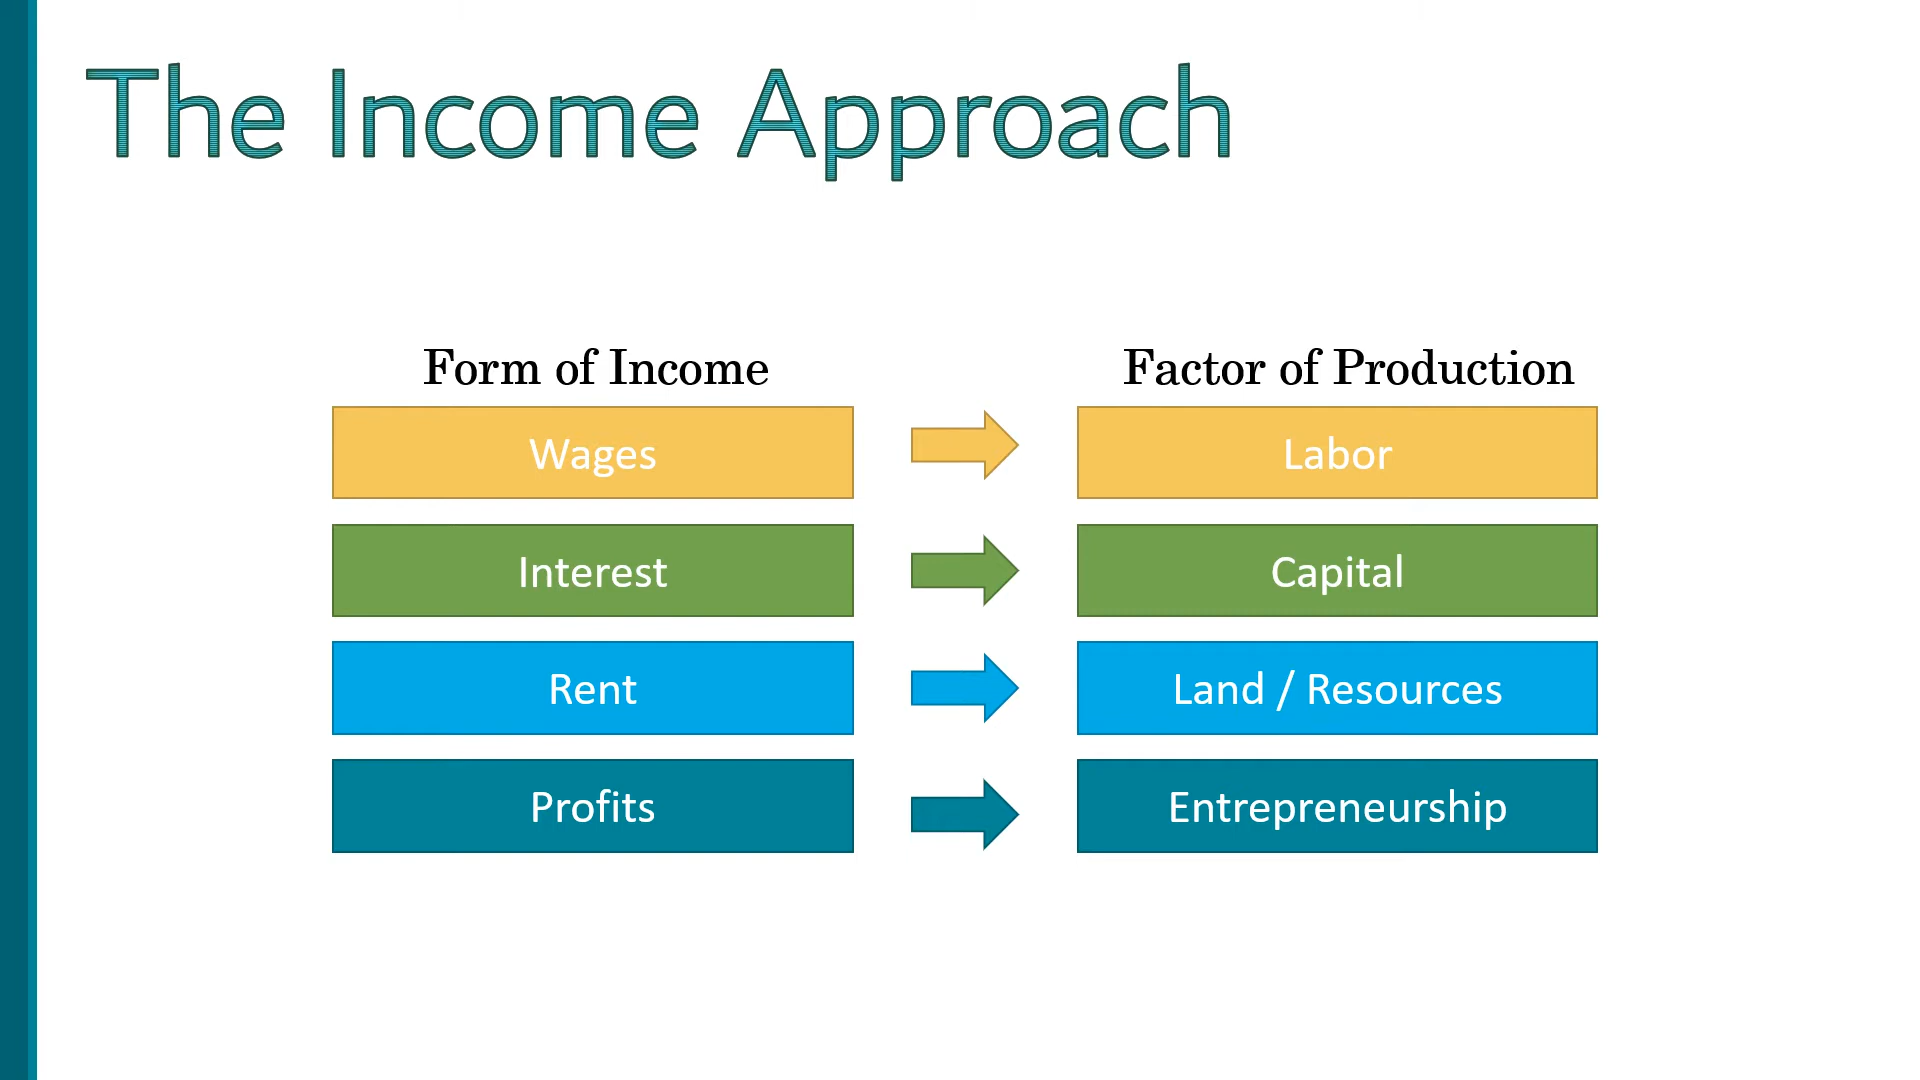 The Income Approach
Form of Income
Factor of Production
Wages
Labor
Interest
Capital
Rent
Land / Resources
Profits
Entrepreneurship